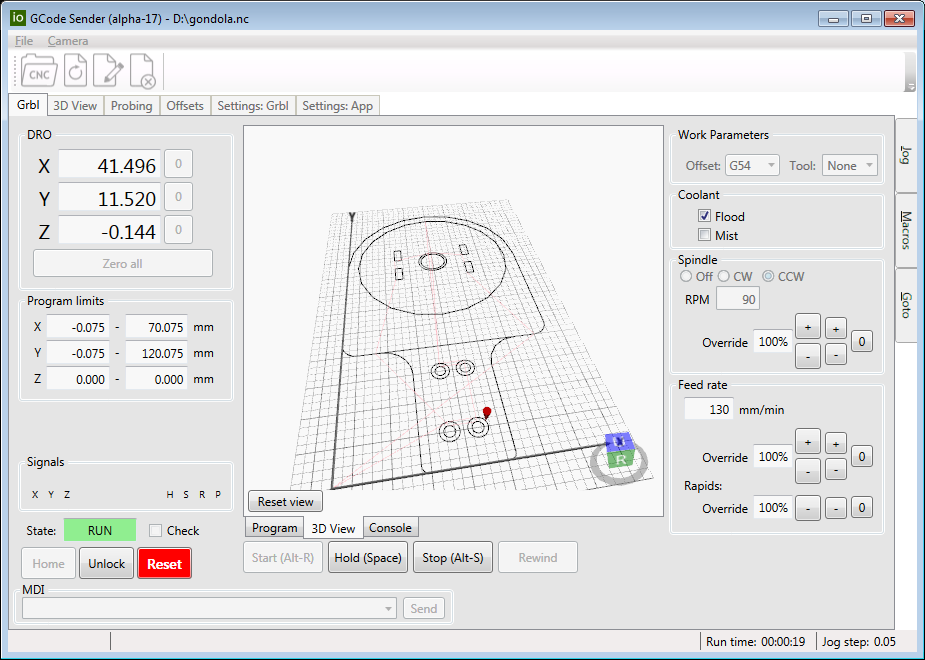 io GCode Sender (alpha-17) - D:\gondola.nc
File Camera
CNC
Grbl 3D View Probing Offsets Settings: Grbl Settings: App
DRO
X 41.496 0
Y 11.520 0
Z -0.144 0
Zero all
Program limits
X -0.075 - 70.075 mm
Y -0.075 - 120.075 mm
Z 0.000 - 0.000 mm
Signals
X Y Z H S R P
State: RUN Check
Home Unlock Reset
MDI
Send
Y
R
Reset view
Program 3D View Console
Start (Alt-R) Hold (Space) Stop (Alt-S) Rewind
Work Parameters
Offset: G54 Tool: None
Coolant
Flood
Mist
Spindle
Off CW CCW
RPM 90
Override 100% + + 0
- -
Feed rate
130 mm/min
Override 100% + + 0
- -
Rapids:
Override 100% - - 0
Jog
Macros
Goto
Run time: 00:00:19 Jog step: 0.05